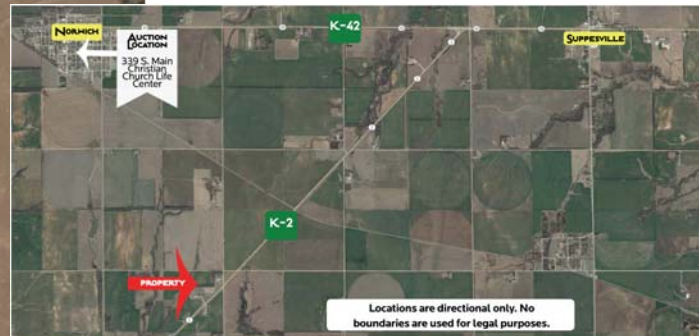 K-42
NORWICH
AUCTION
LOCATION
339 S. Main
Christian
Church Life
Center
SUPPESVILLE
K-2
PROPERTY
Locations are directional only. No
boundaries are used for legal purposes.